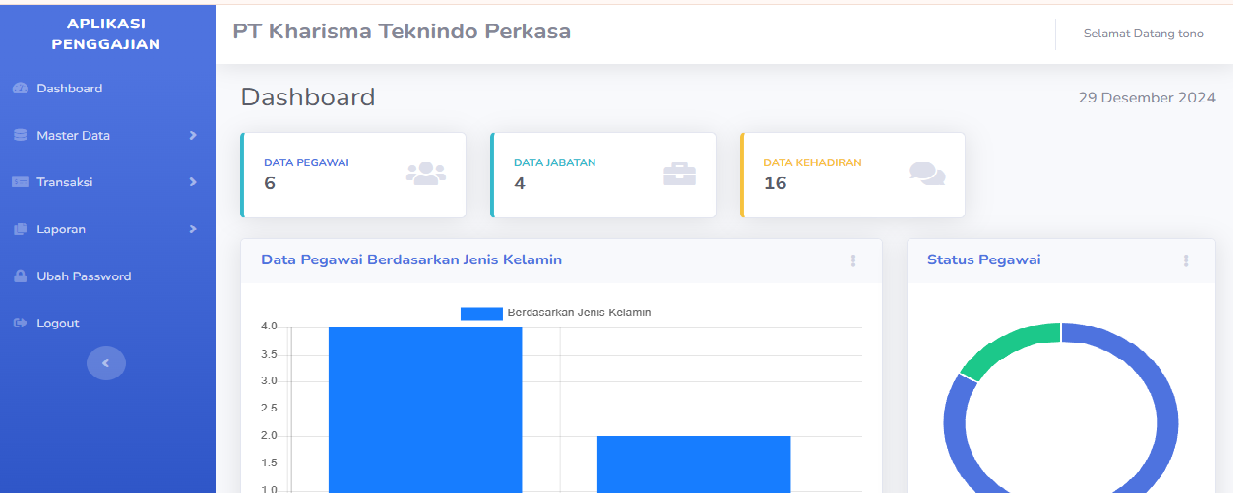 APLIKASI
PENGGAJIAN
PT Kharisma Teknindo Perkasa
Selamat Datang tono
Dashboard
Master Data
Transaksi
Laporan
Ubah Password
Logout
Dashboard
29 Desember 2024
DATA PEGAWAI
6
DATA JABATAN
4
DATA KEHADIRAN
16
Data Pegawai Berdasarkan Jenis Kelamin
Berdasarkan Jenis Kelamin
4.0
3.5
3.0
2.5
2.0
1.5
1.0
Status Pegawai